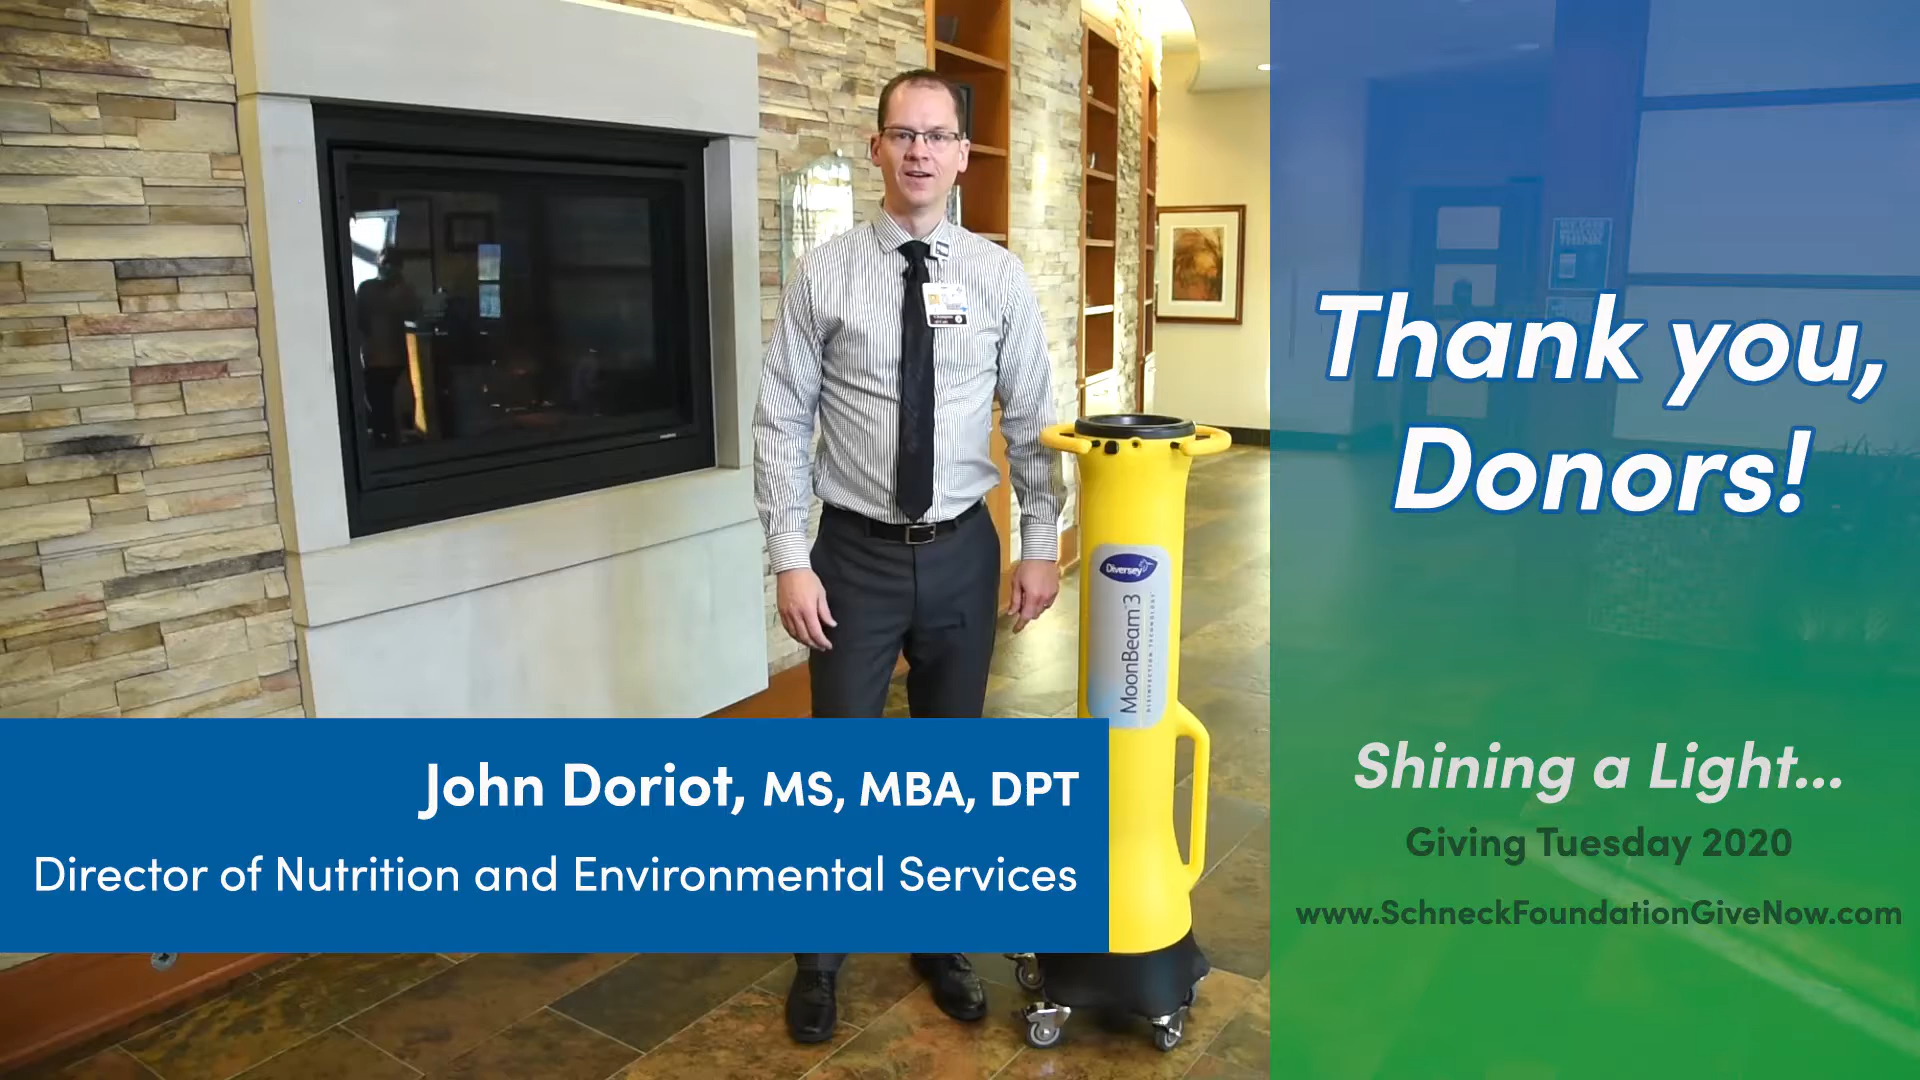 Thank you,
Donors!
Diversey
MoonBeam 3
DISINFECTION TECHNOLOGY
John Doriot, MS, MBA, DPT
Director of Nutrition and Environmental Services
Shining a Light...
Giving Tuesday 2020
www.SchneckFoundationGiveNow.com